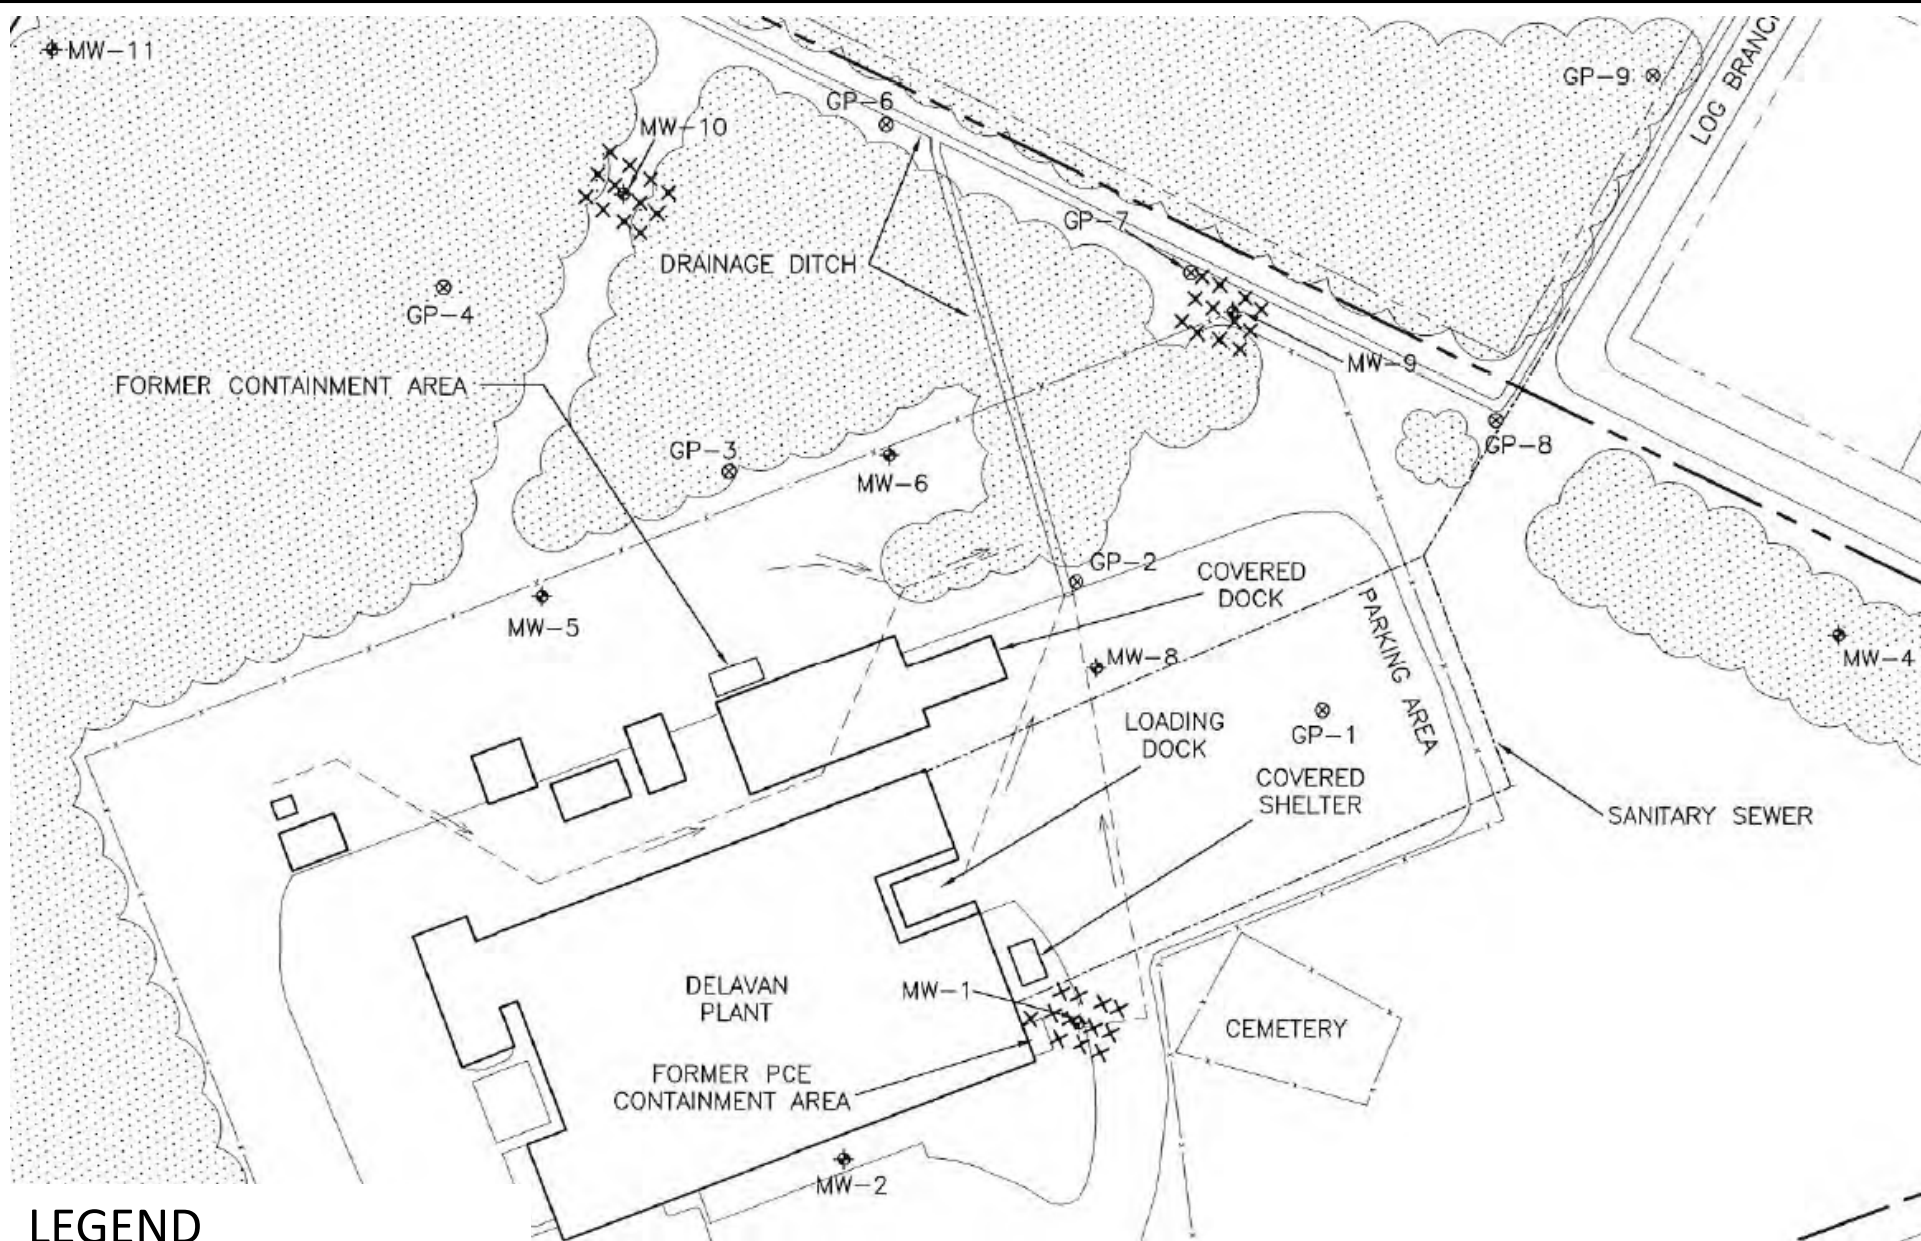 MW-11
GP-9
LOG BRANC
GP-6
MW-10
GP-7
DRAINAGE DITCH
GP-4
MW-9
FORMER CONTAINMENT AREA
GP-8
GP-3
MW-6
GP-2
COVERED
DOCK
MW-5
PARKING AREA
MW-8
MW-4
LOADING
DOCK
GP-1
COVERED
SHELTER
SANITARY SEWER
DELAVAN
PLANT
MW-1
CEMETERY
FORMER PCE
CONTAINMENT AREA
MW-2
LEGEND